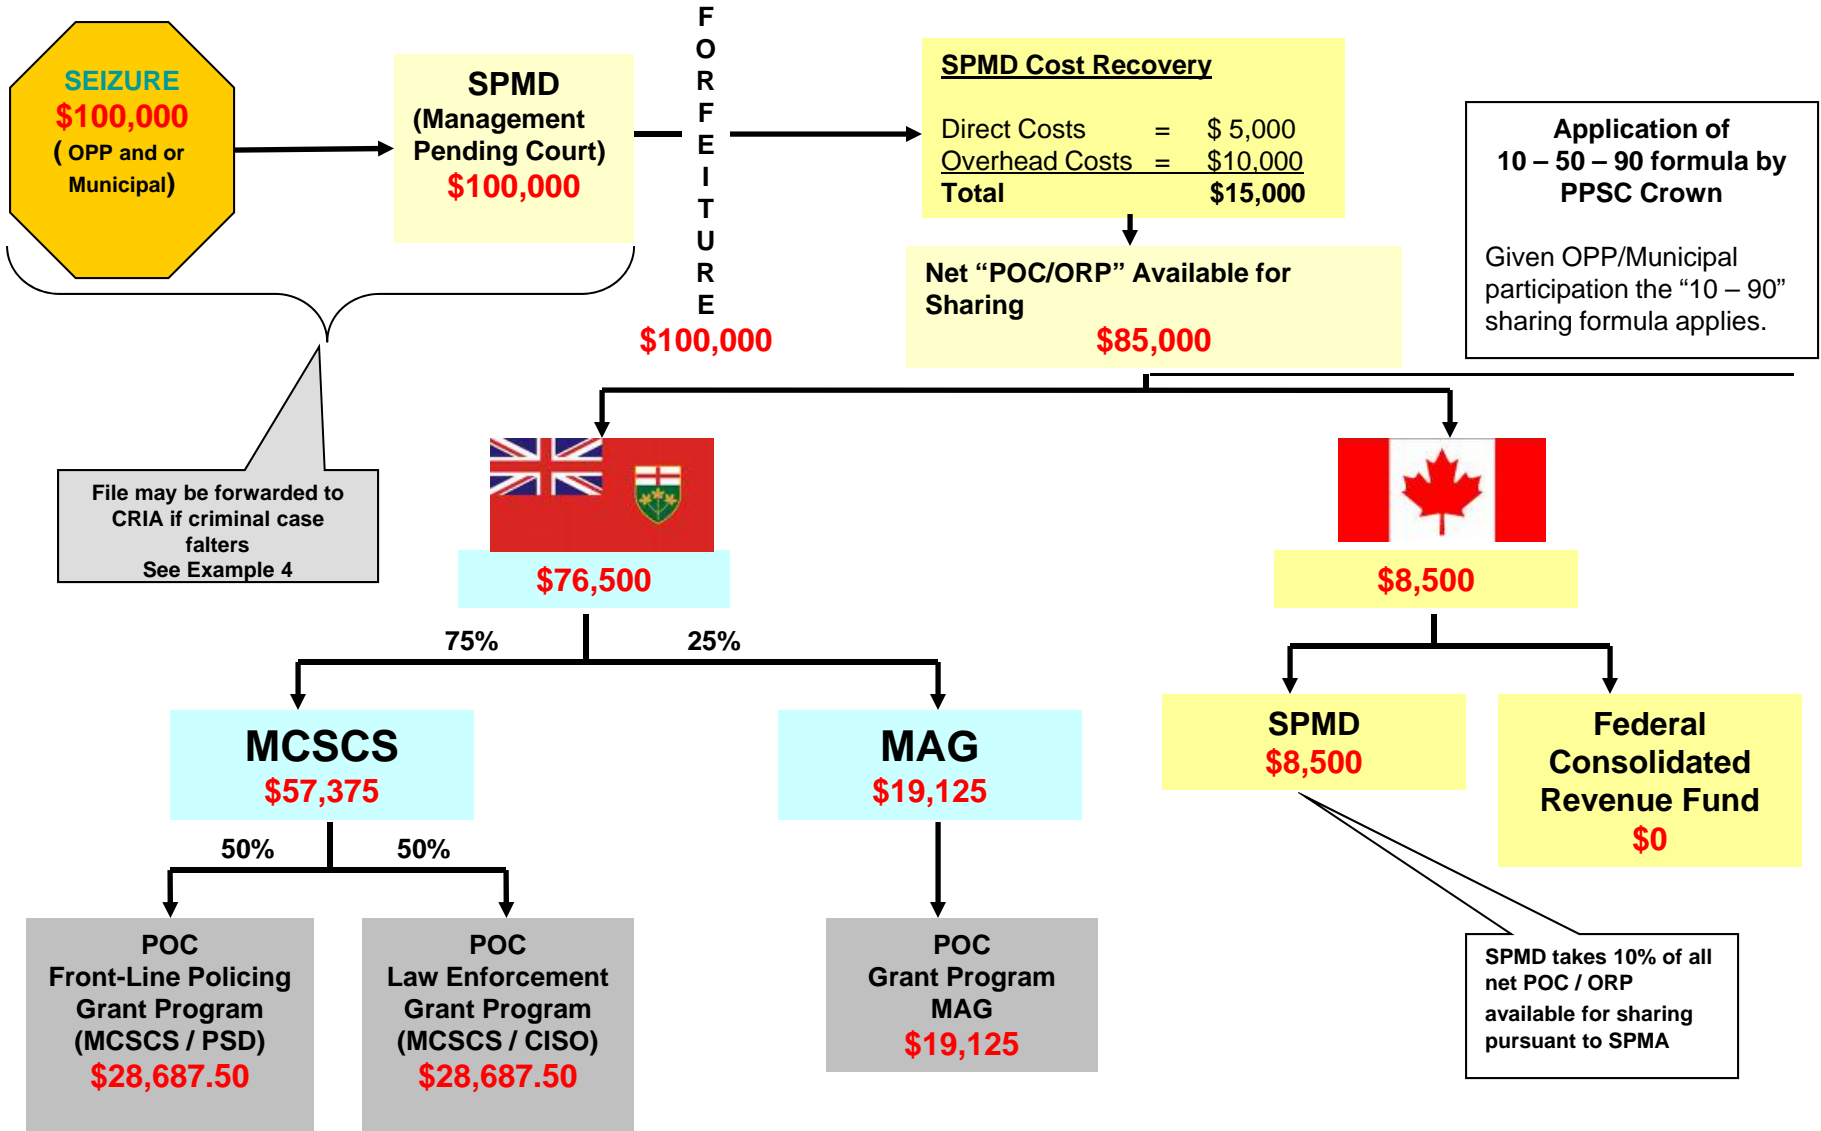 SEIZURE
$100,000
( OPP and or
Municipal)
SPMD
(Management
Pending Court)
$100,000
F
O
R
F
E
I
T
U
R
E
$100,000
SPMD Cost Recovery
Direct Costs = $ 5,000
Overhead Costs = $10,000
Total $15,000
Net “POC/ORP” Available for
Sharing
$85,000
Application of
10 – 50 – 90 formula by
PPSC Crown
Given OPP/Municipal
participation the “10 – 90”
sharing formula applies.
File may be forwarded to
CRIA if criminal case
falters
See Example 4
$76,500
$8,500
75% 25%
MCSCS
$57,375
MAG
$19,125
SPMD
$8,500
Federal
Consolidated
Revenue Fund
$0
50% 50%
POC
Front-Line Policing
Grant Program
(MCSCS / PSD)
$28,687.50
POC
Law Enforcement
Grant Program
(MCSCS / CISO)
$28,687.50
POC
Grant Program
MAG
$19,125
SPMD takes 10% of all
net POC / ORP
available for sharing
pursuant to SPMA